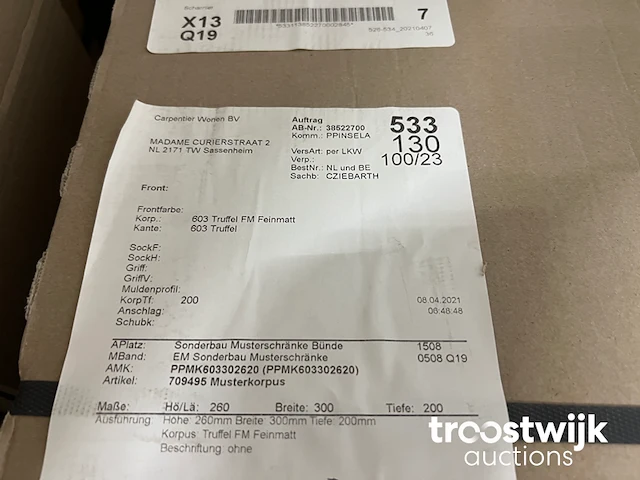 Scharnier
X13
Q19
7
Carpentier Wonen BV
MADAME CURIERSTRAAT 2
NL 2171 TW Sassenheim
Auftrag
AB-Nr.: 38522700
Komm.: PPINSELA
VersArt: per LKW
Verp.:
BestNr.: NL und BE
Sachb: CZIEBARTH
533
130
100/23
Front:
Frontfarbe:
Korp.: 603 Truffel FM Feinmatt
Kante: 603 Truffel
SockF:
SockH:
Griff:
GriffV:
Muldenprofil:
KorpTf: 200
Anschlag:
Schubk:
08.04.2021
06:48:48
APlatz: Sonderbau Musterschränke Bünde 1508
MBand: EM Sonderbau Musterschränke 0508 Q19
AMK: PPMK603302620 (PPMK603302620)
Artikel: 709495 Musterkorpus
Maße: Hö/Lä: 260 Breite: 300 Tiefe: 200
Ausführung: Höhe: 260mm Breite: 300mm Tiefe: 200mm
Korpus: Truffel FM Feinmatt
Beschriftung: ohne
troostwijk
auctions